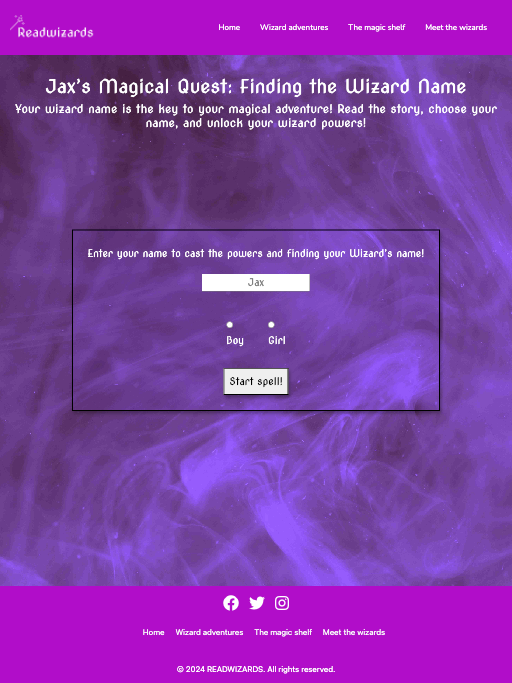 Readwizards
Home Wizard adventures The magic shelf Meet the wizards
Jax's Magical Quest: Finding the Wizard Name
Your wizard name is the key to your magical adventure! Read the story, choose your
name, and unlock your wizard powers!
Enter your name to cast the powers and finding your Wizard's name!
Jax
Boy Girl
Start spell!
Home Wizard adventures The magic shelf Meet the wizards
© 2024 READWIZARDS. All rights reserved.